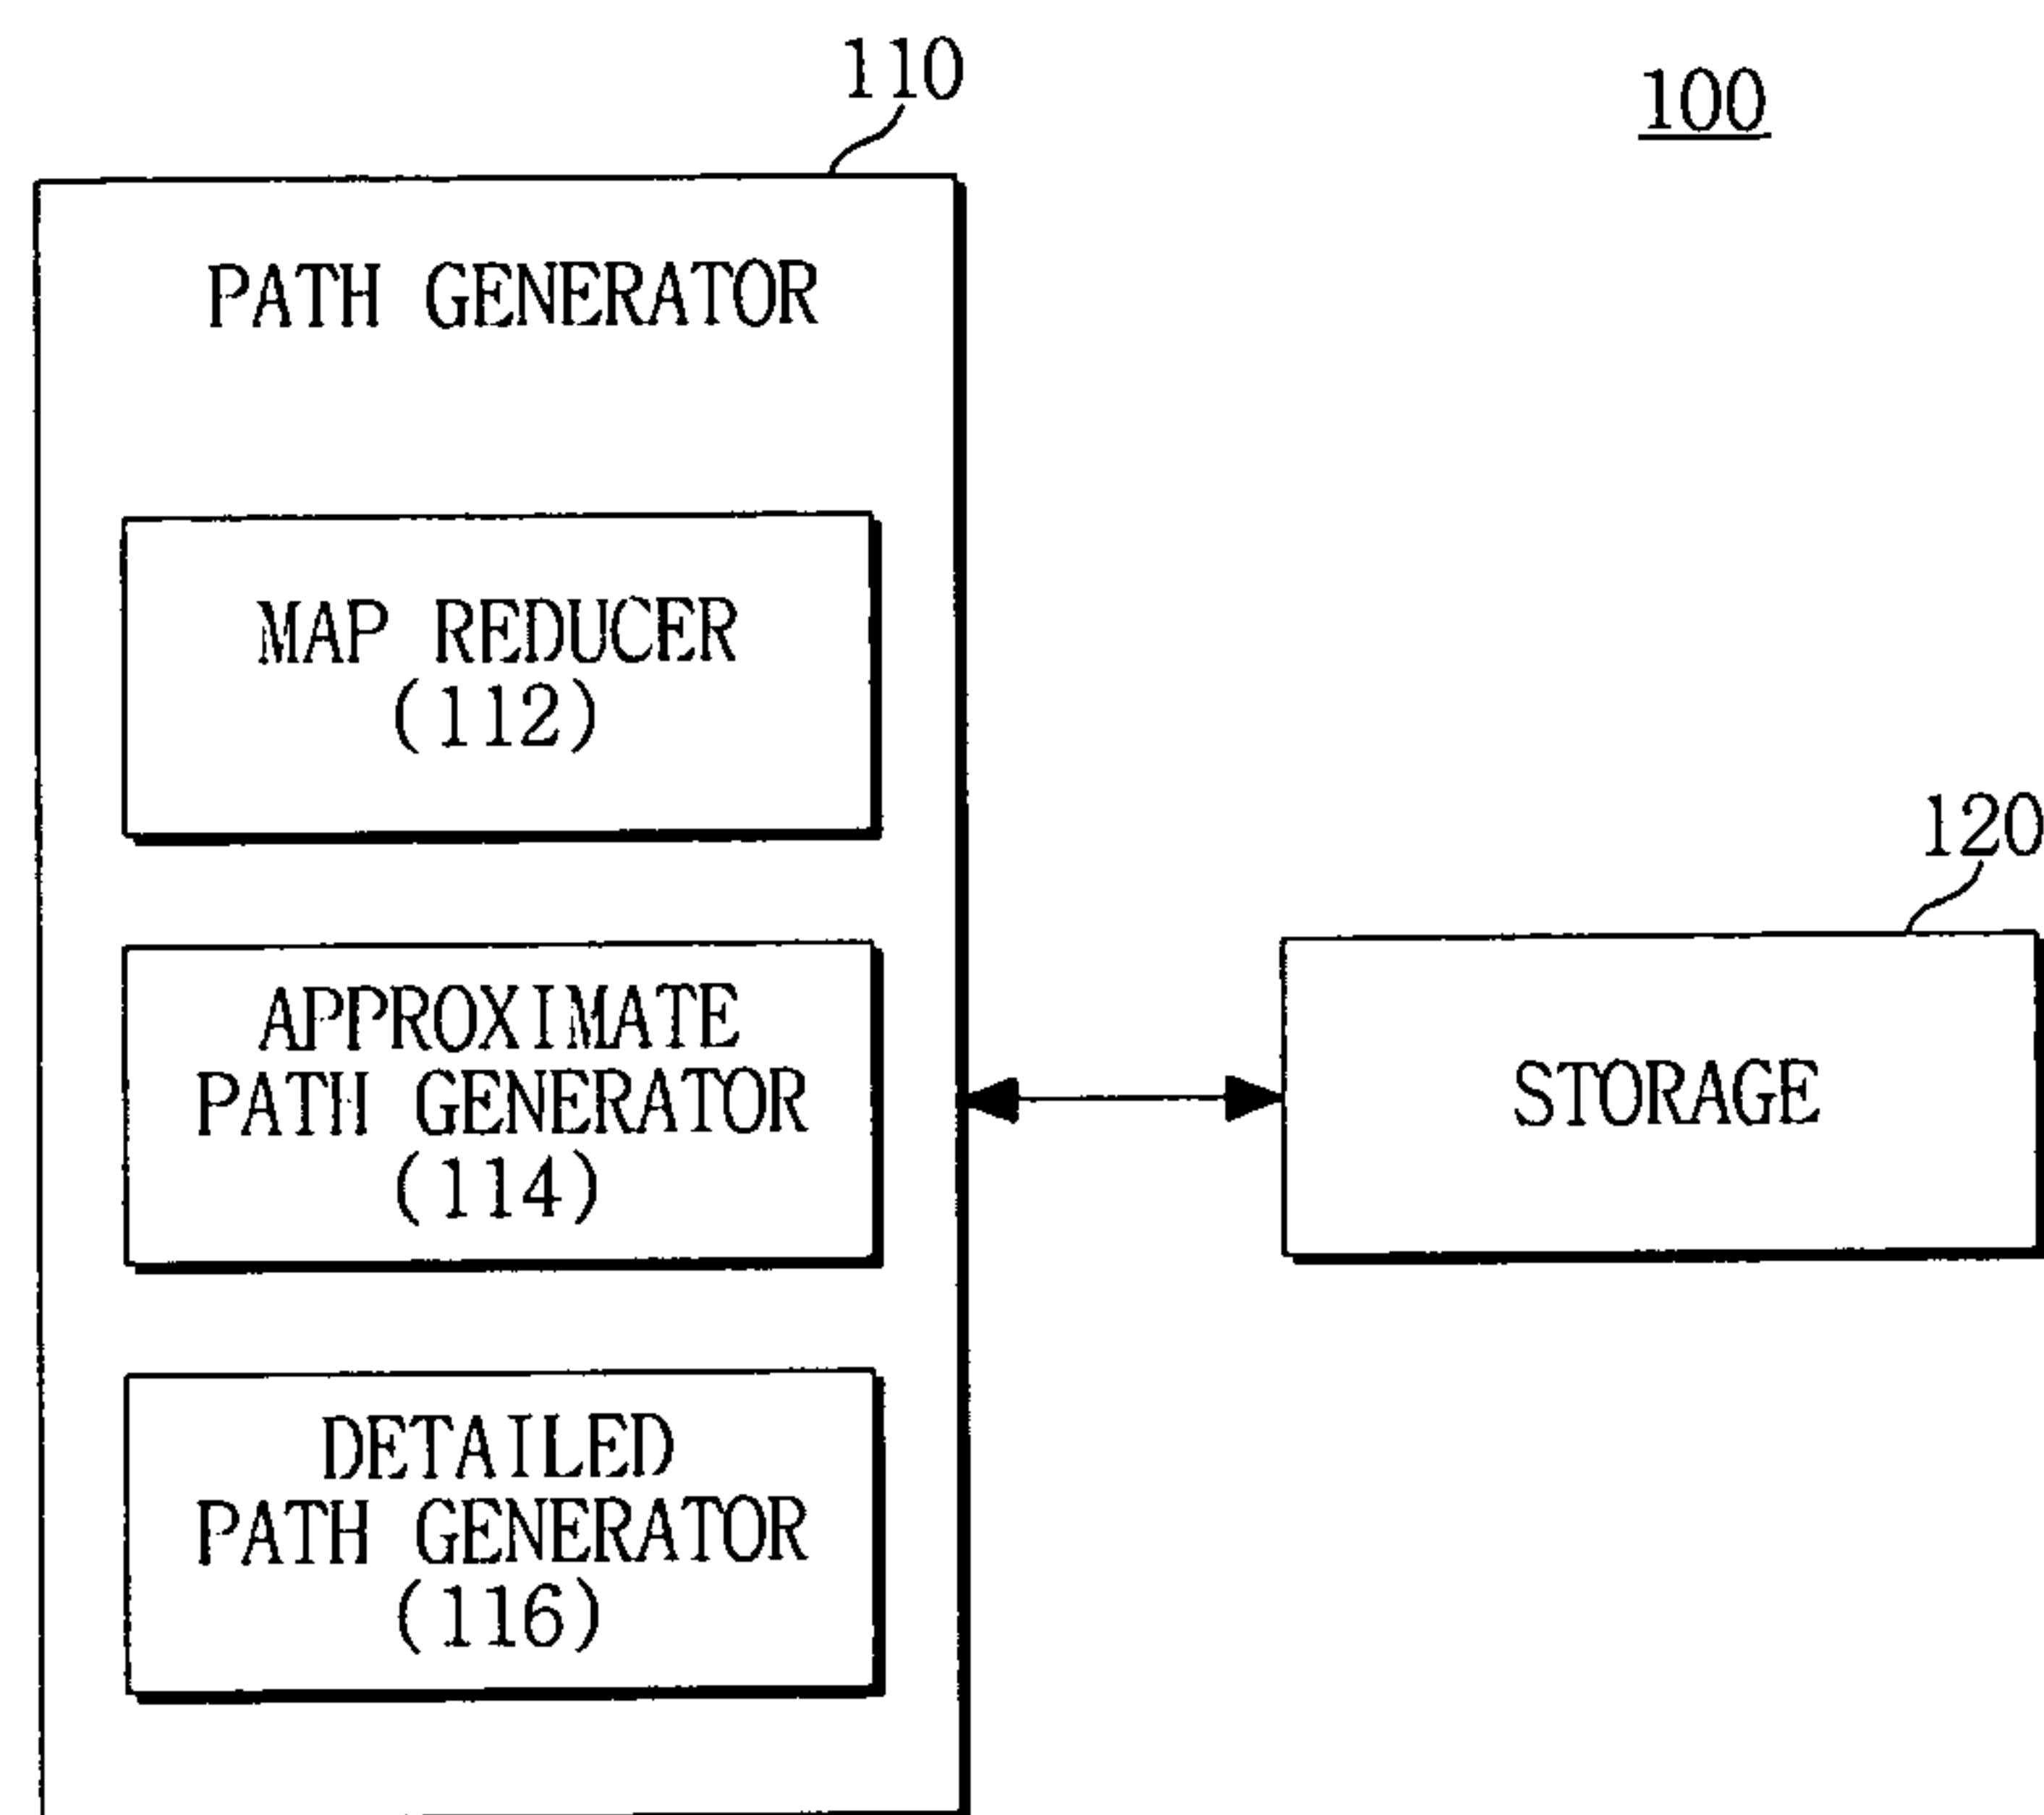 110
100
PATH GENERATOR
MAP REDUCER
(112)
120
APPROXIMATE
PATH GENERATOR
(114)
STORAGE
DETAILED
PATH GENERATOR
(116)